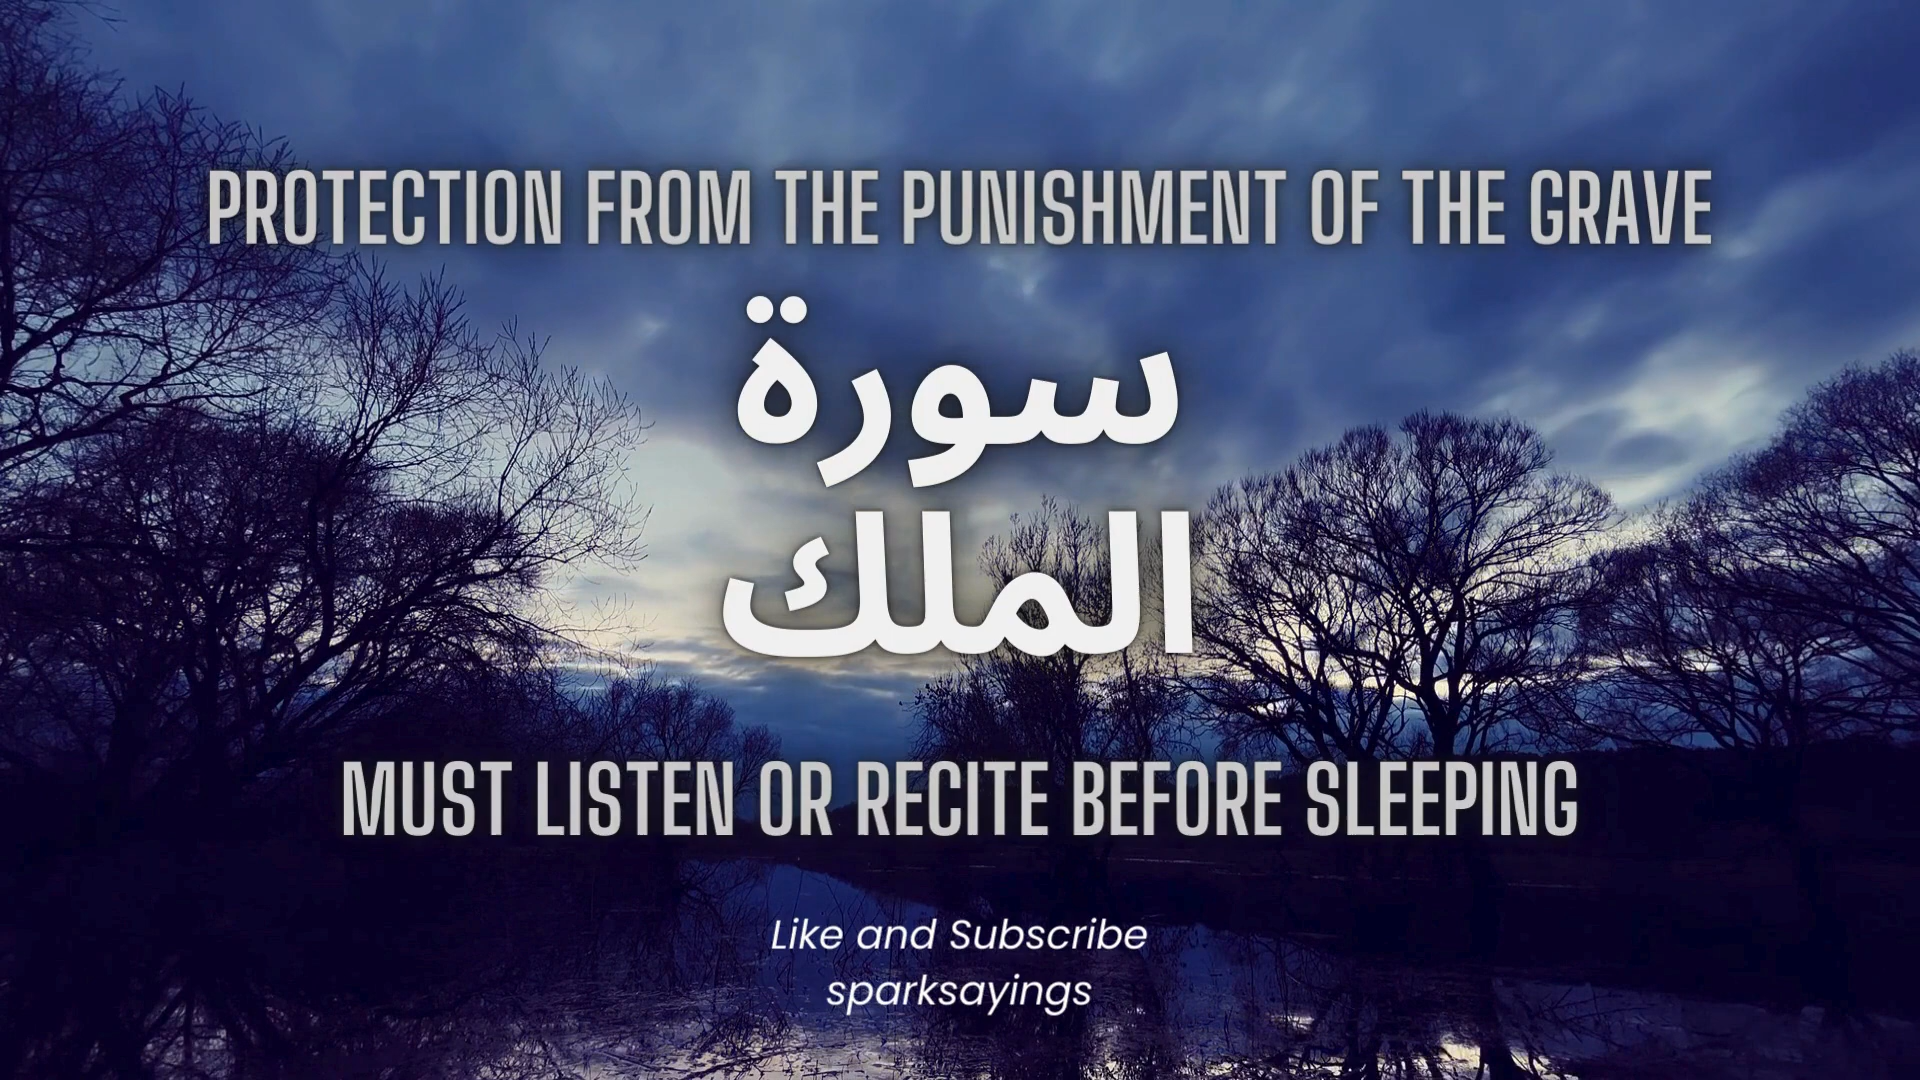 PROTECTION FROM THE PUNISHMENT OF THE GRAVE
سورة
الملك
MUST LISTEN OR RECITE BEFORE SLEEPING
Like and Subscribe
sparksayings